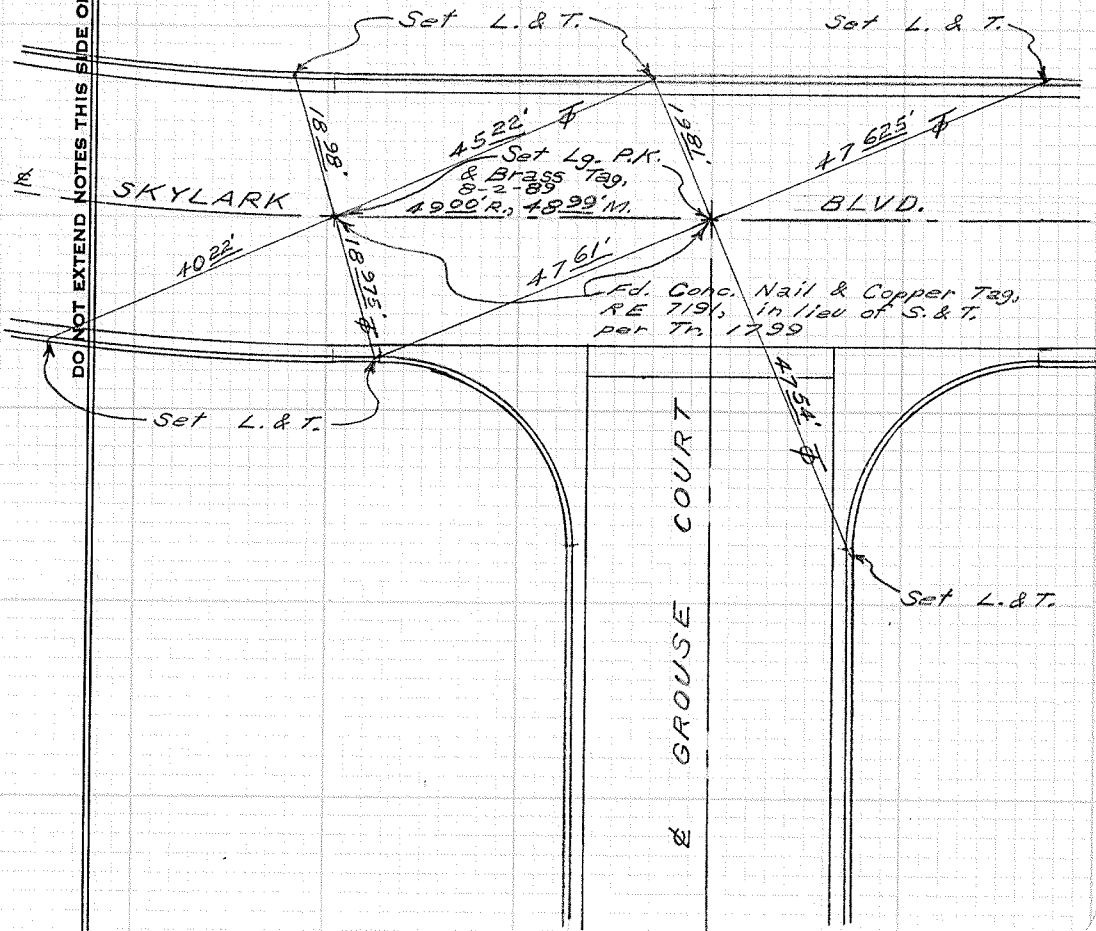 Set L. & T.
Set L. & T.
DO NOT EXTEND NOTES THIS SIDE OF
18 98'
45 22'
18 61'
47 625'
Set Lg. P.K.
& Brass Tag,
8-2-89
49 00' R., 48 99' M.
℄ SKYLARK
BLVD.
40 22'
18 975'
47 61'
Fd. Conc. Nail & Copper Tag,
RE 7191, in lieu of S. & T.
per Tr. 1799
47 54'
Set L. & T.
℄ GROUSE COURT
Set L. & T.